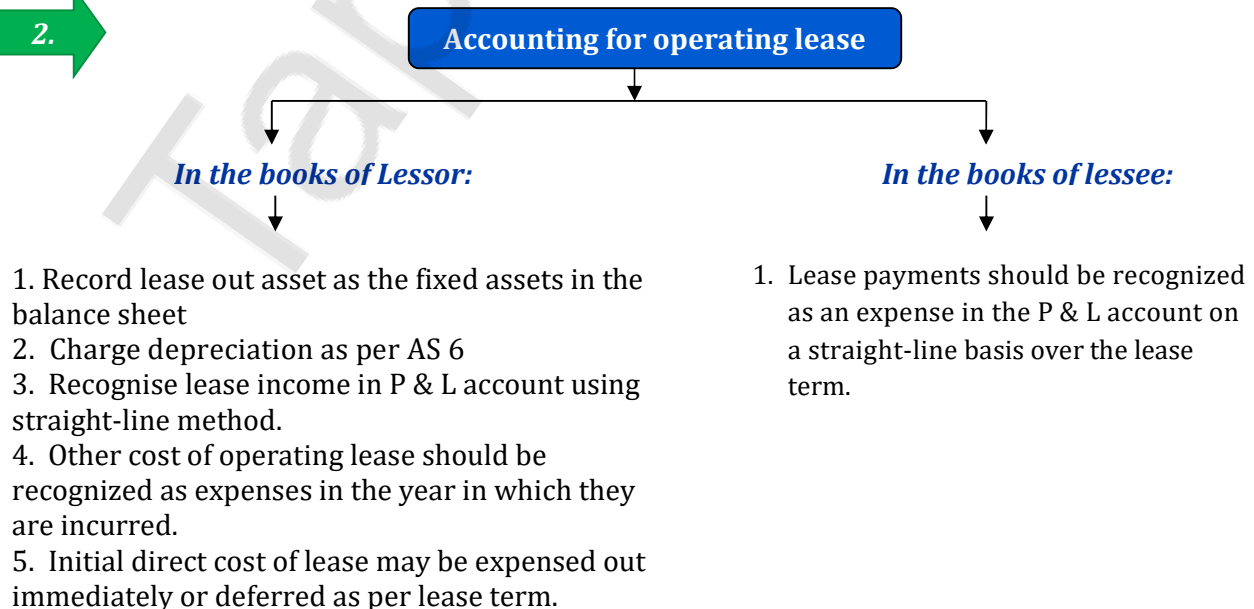 2.
Accounting for operating lease
In the books of Lessor:
In the books of lessee:
1. Record lease out asset as the fixed assets in the
balance sheet
2.  Charge depreciation as per AS 6
3.  Recognise lease income in P & L account using
straight-line method.
4.  Other cost of operating lease should be
recognized as expenses in the year in which they
are incurred.
5.  Initial direct cost of lease may be expensed out
immediately or deferred as per lease term.
1. Lease payments should be recognized
as an expense in the P & L account on
a straight-line basis over the lease
term.
Tap